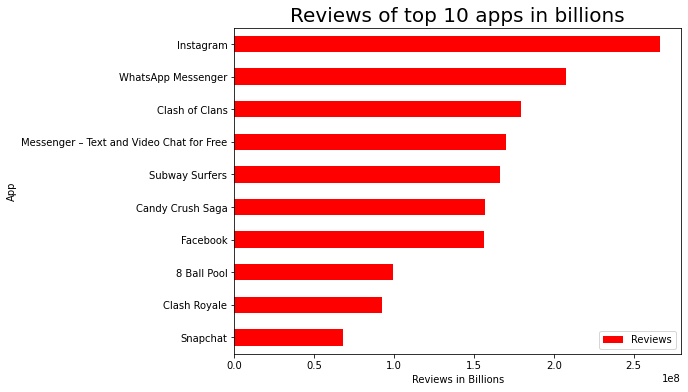 Reviews of top 10 apps in billions
Instagram
WhatsApp Messenger
Clash of Clans
Messenger – Text and Video Chat for Free
Subway Surfers
Candy Crush Saga
Facebook
8 Ball Pool
Clash Royale
Snapchat
App
Reviews
0.0 0.5 1.0 1.5 2.0 2.5
1e8
Reviews in Billions